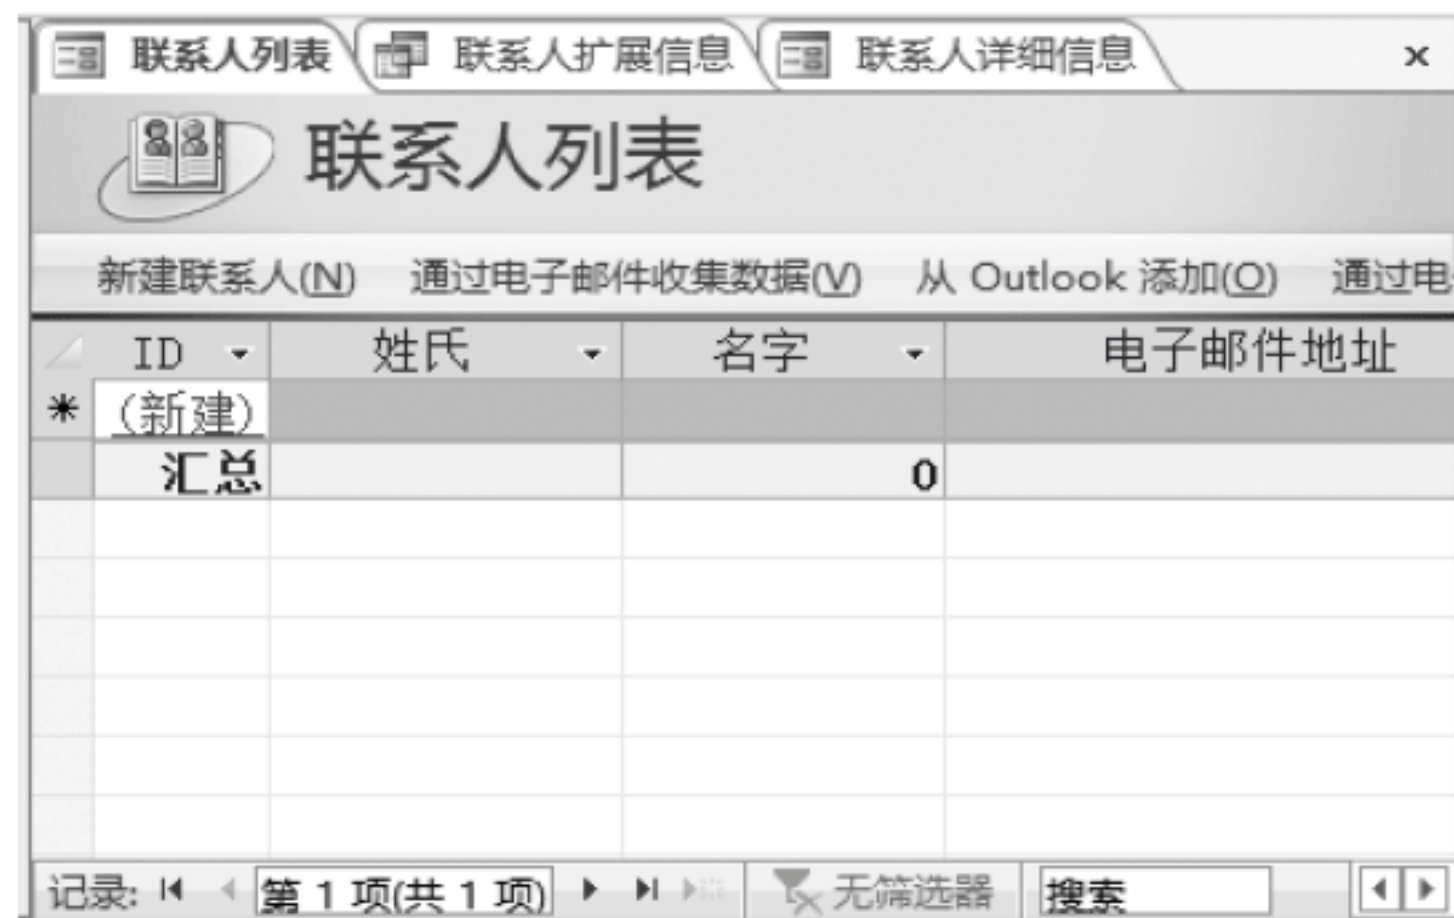 联系人列表 联系人扩展信息 联系人详细信息 x
联系人列表
新建联系人(N) 通过电子邮件收集数据(V) 从 Outlook 添加(O) 通过电
ID 姓氏 名字 电子邮件地址
* (新建)
汇总 0
记录: 第 1 项(共 1 项) 无筛选器 搜索